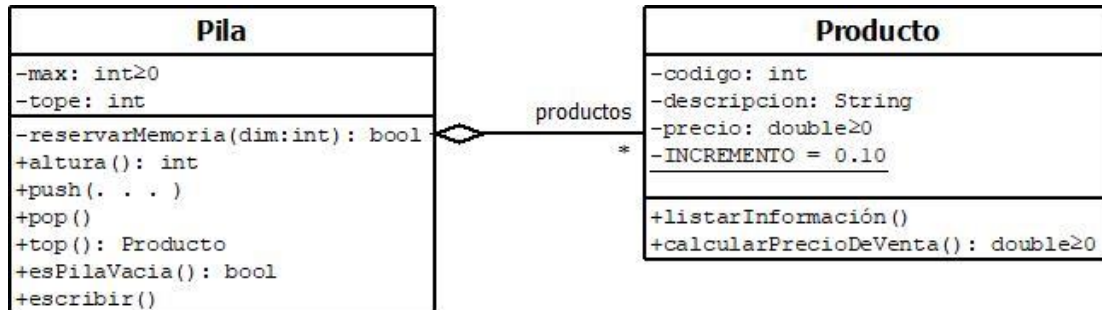 Pila
-max: int≥0
-tope: int
-reservarMemoria(dim:int): bool
+altura(): int
+push(. . . )
+pop()
+top(): Producto
+esPilaVacia(): bool
+escribir()
productos
*
Producto
-codigo: int
-descripcion: String
-precio: double≥0
-INCREMENTO = 0.10
+listarInformación()
+calcularPrecioDeVenta(): double≥0